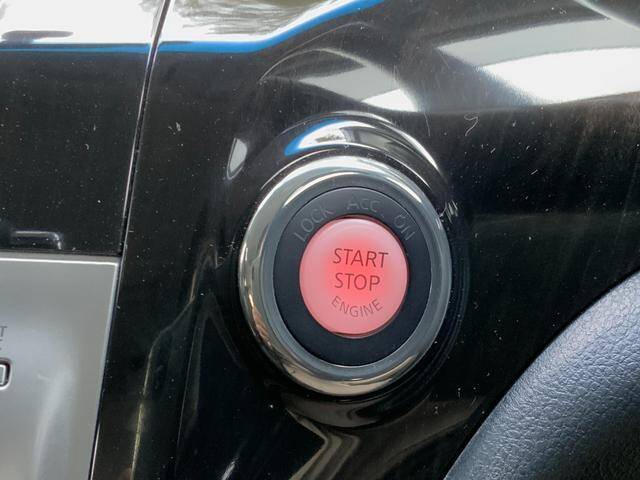 LOCK ACC. ON
START
STOP
ENGINE